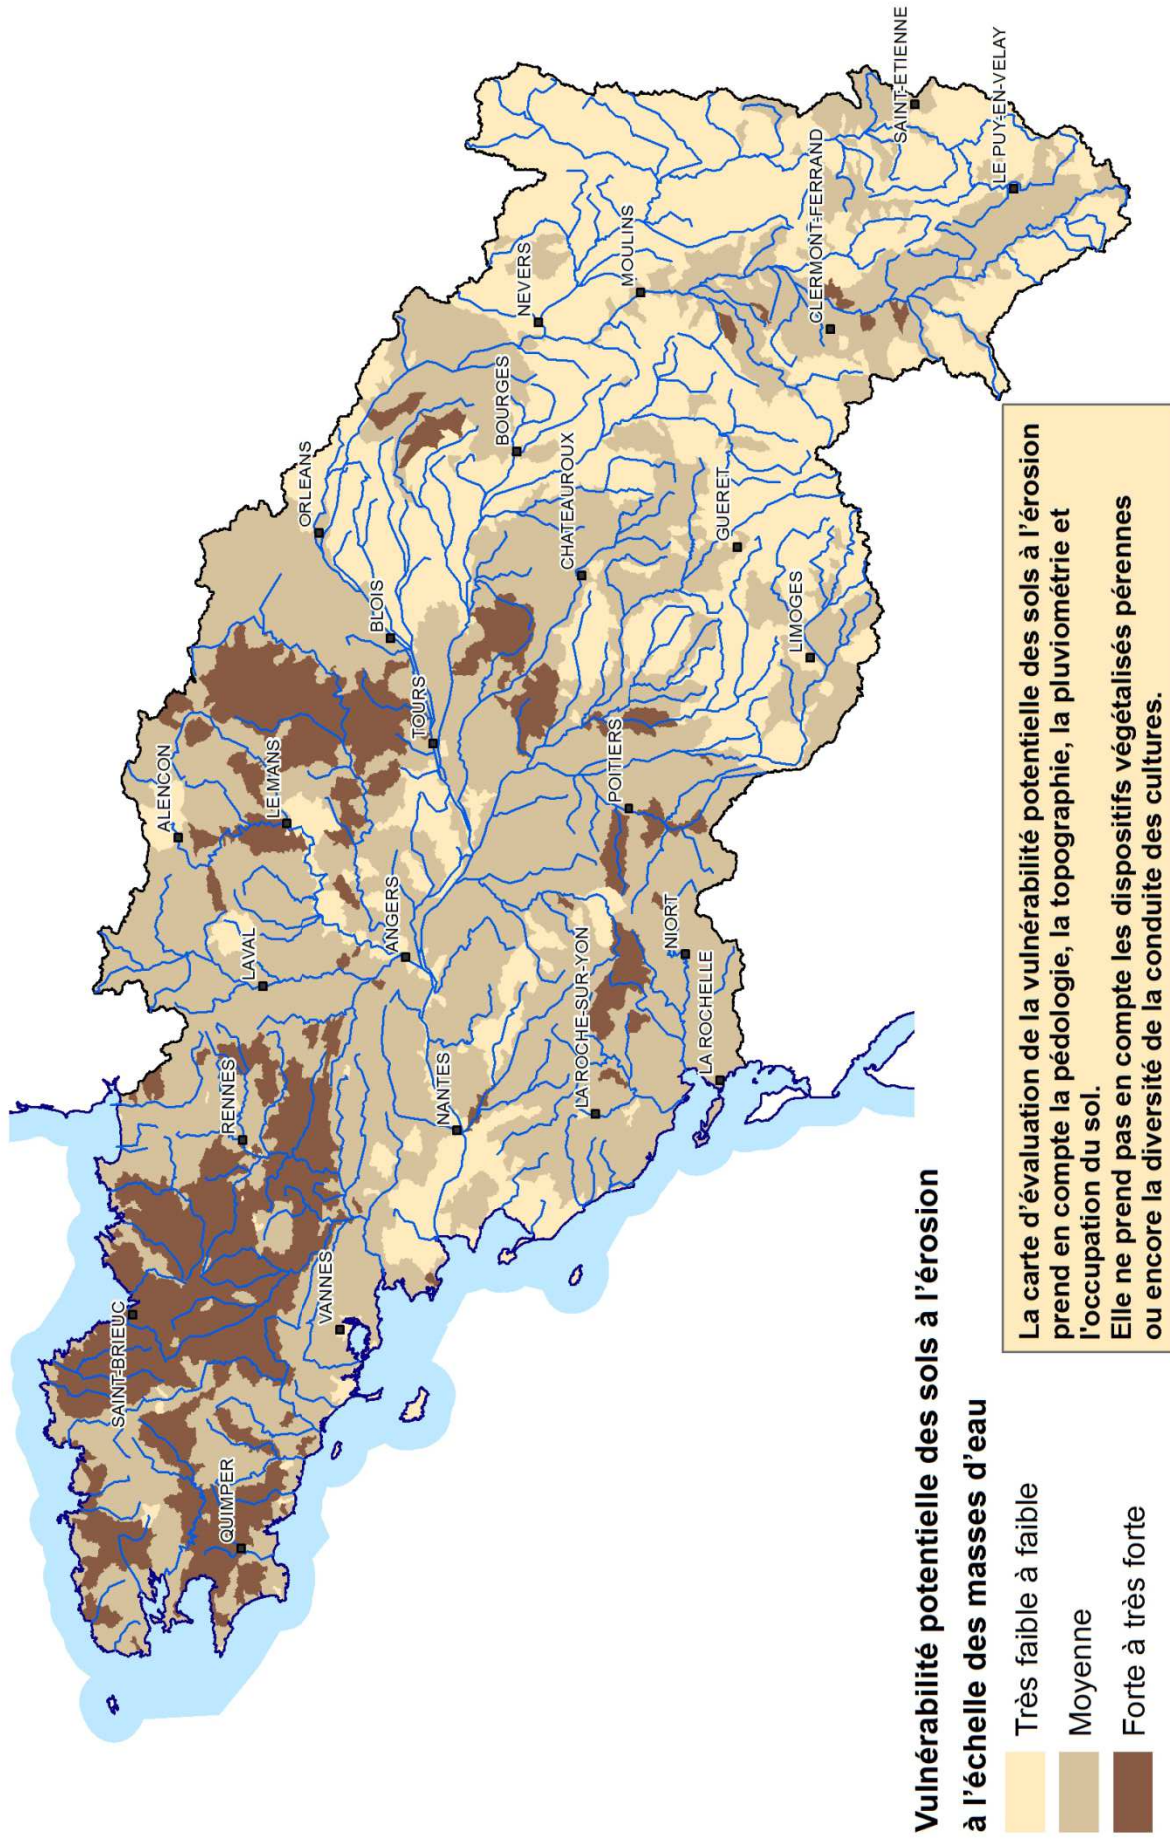 SAINT-BRIEUC
QUIMPER
VANNES
RENNES
LAVAL
ALENCON
LE MANS
ORLEANS
BLOIS
TOURS
ANGERS
NANTES
LA ROCHE-SUR-YON
NIORT
LA ROCHELLE
POITIERS
CHATEAUROUX
BOURGES
NEVERS
MOULINS
GUERET
LIMOGES
CLERMONT-FERRAND
SAINT-ETIENNE
LE PUY-EN-VELAY
Vulnérabilité potentielle des sols à l'érosion
à l'échelle des masses d'eau
Très faible à faible
Moyenne
Forte à très forte
La carte d'évaluation de la vulnérabilité potentielle des sols à l'érosion
prend en compte la pédologie, la topographie, la pluviométrie et
l'occupation du sol.
Elle ne prend pas en compte les dispositifs végétalisés pérennes
ou encore la diversité de la conduite des cultures.